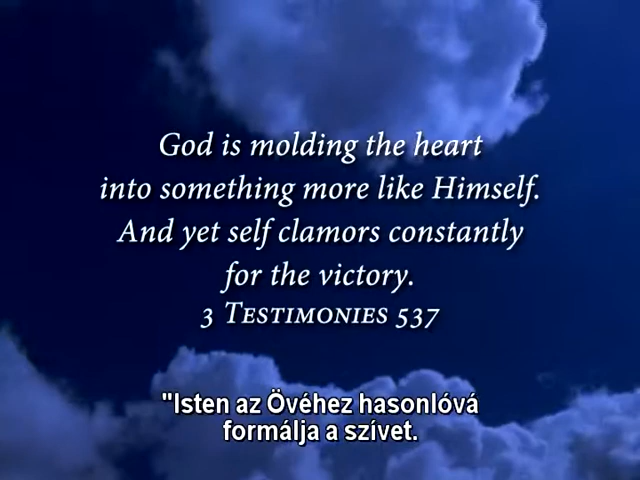 God is molding the heart
into something more like Himself.
And yet self clamors constantly
for the victory.
3 Testimonies 537
"Isten az Övéhez hasonlóvá
formálja a szívet.